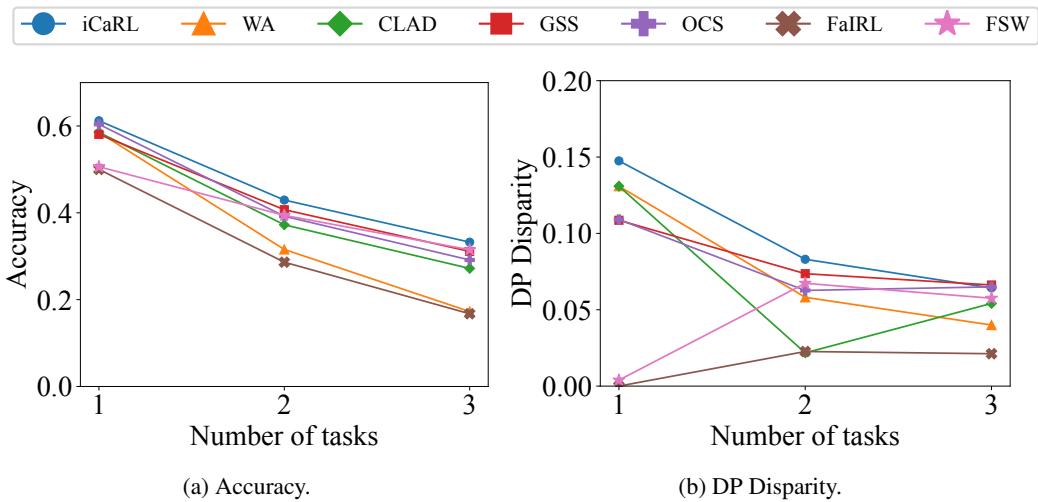 iCaRL WA CLAD GSS OCS FaIRL FSW
0.6
0.4
0.2
0.0
Accuracy
1 2 3
Number of tasks
(a) Accuracy.
0.20
0.15
0.10
0.05
0.00
DP Disparity
1 2 3
Number of tasks
(b) DP Disparity.